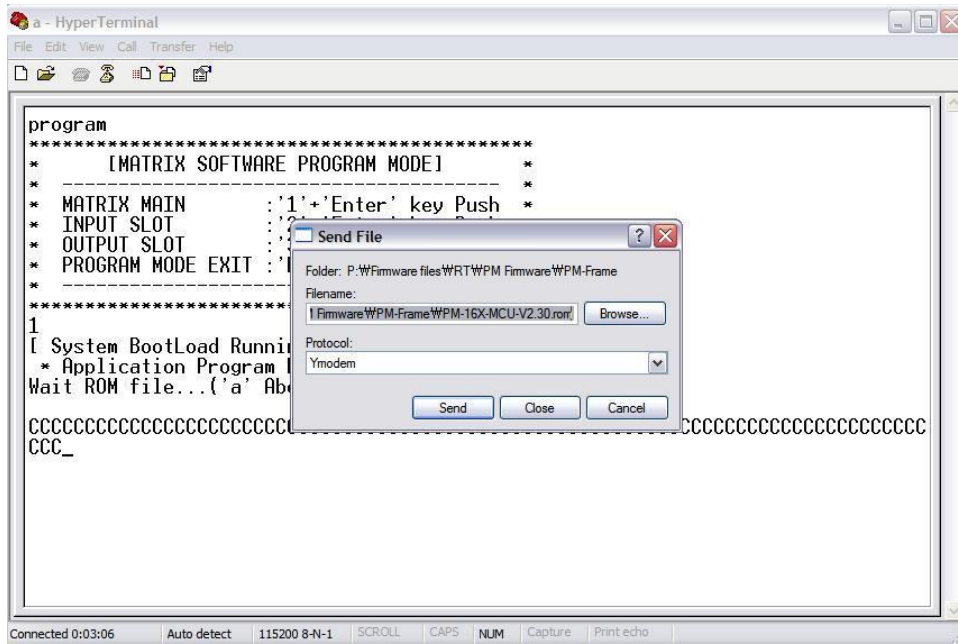 a - HyperTerminal
File Edit View Call Transfer Help
program
*********************************************
* [MATRIX SOFTWARE PROGRAM MODE] *
* --------------------------------------- *
* MATRIX MAIN :'1'+'Enter' key Push *
* INPUT SLOT
* OUTPUT SLOT
* PROGRAM MODE EXIT :'
* 
*********************
1
[ System BootLoad
* Application Program
Wait ROM file...('a'
CCCCCCCCCCCCCCCCCCCCCCC CCCCCCCCCCCCCCCCCCCCCC
CCC_
Send File
Folder: P:₩Firmware files₩RT₩PM Firmware₩PM-Frame
Filename:
Firmware₩PM-Frame₩PM-16X-MCU-V2.30.rom
Browse...
Protocol:
Ymodem
Send Close Cancel
Connected 0:03:06 Auto detect 115200 8-N-1 SCROLL CAPS NUM Capture Print echo